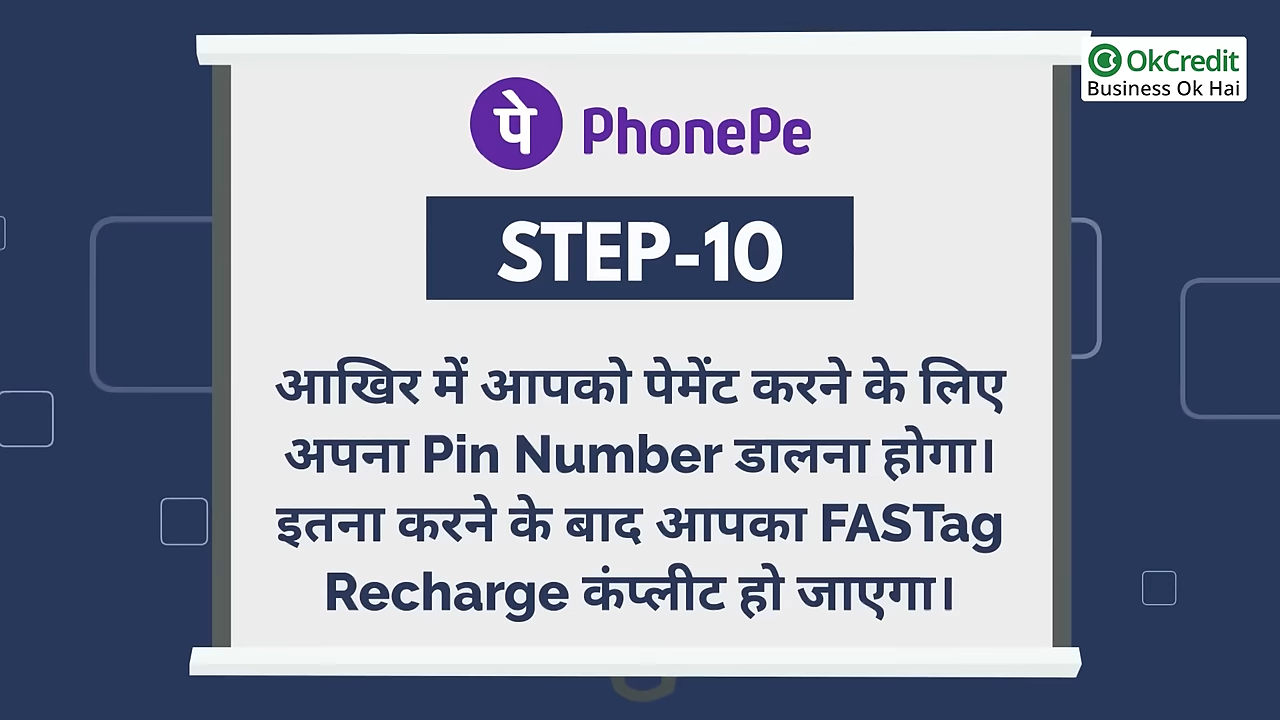 OkCredit
Business Ok Hai
पे PhonePe
STEP-10
आखिर में आपको पेमेंट करने के लिए
अपना Pin Number डालना होगा।
इतना करने के बाद आपका FASTag
Recharge कंप्लीट हो जाएगा।